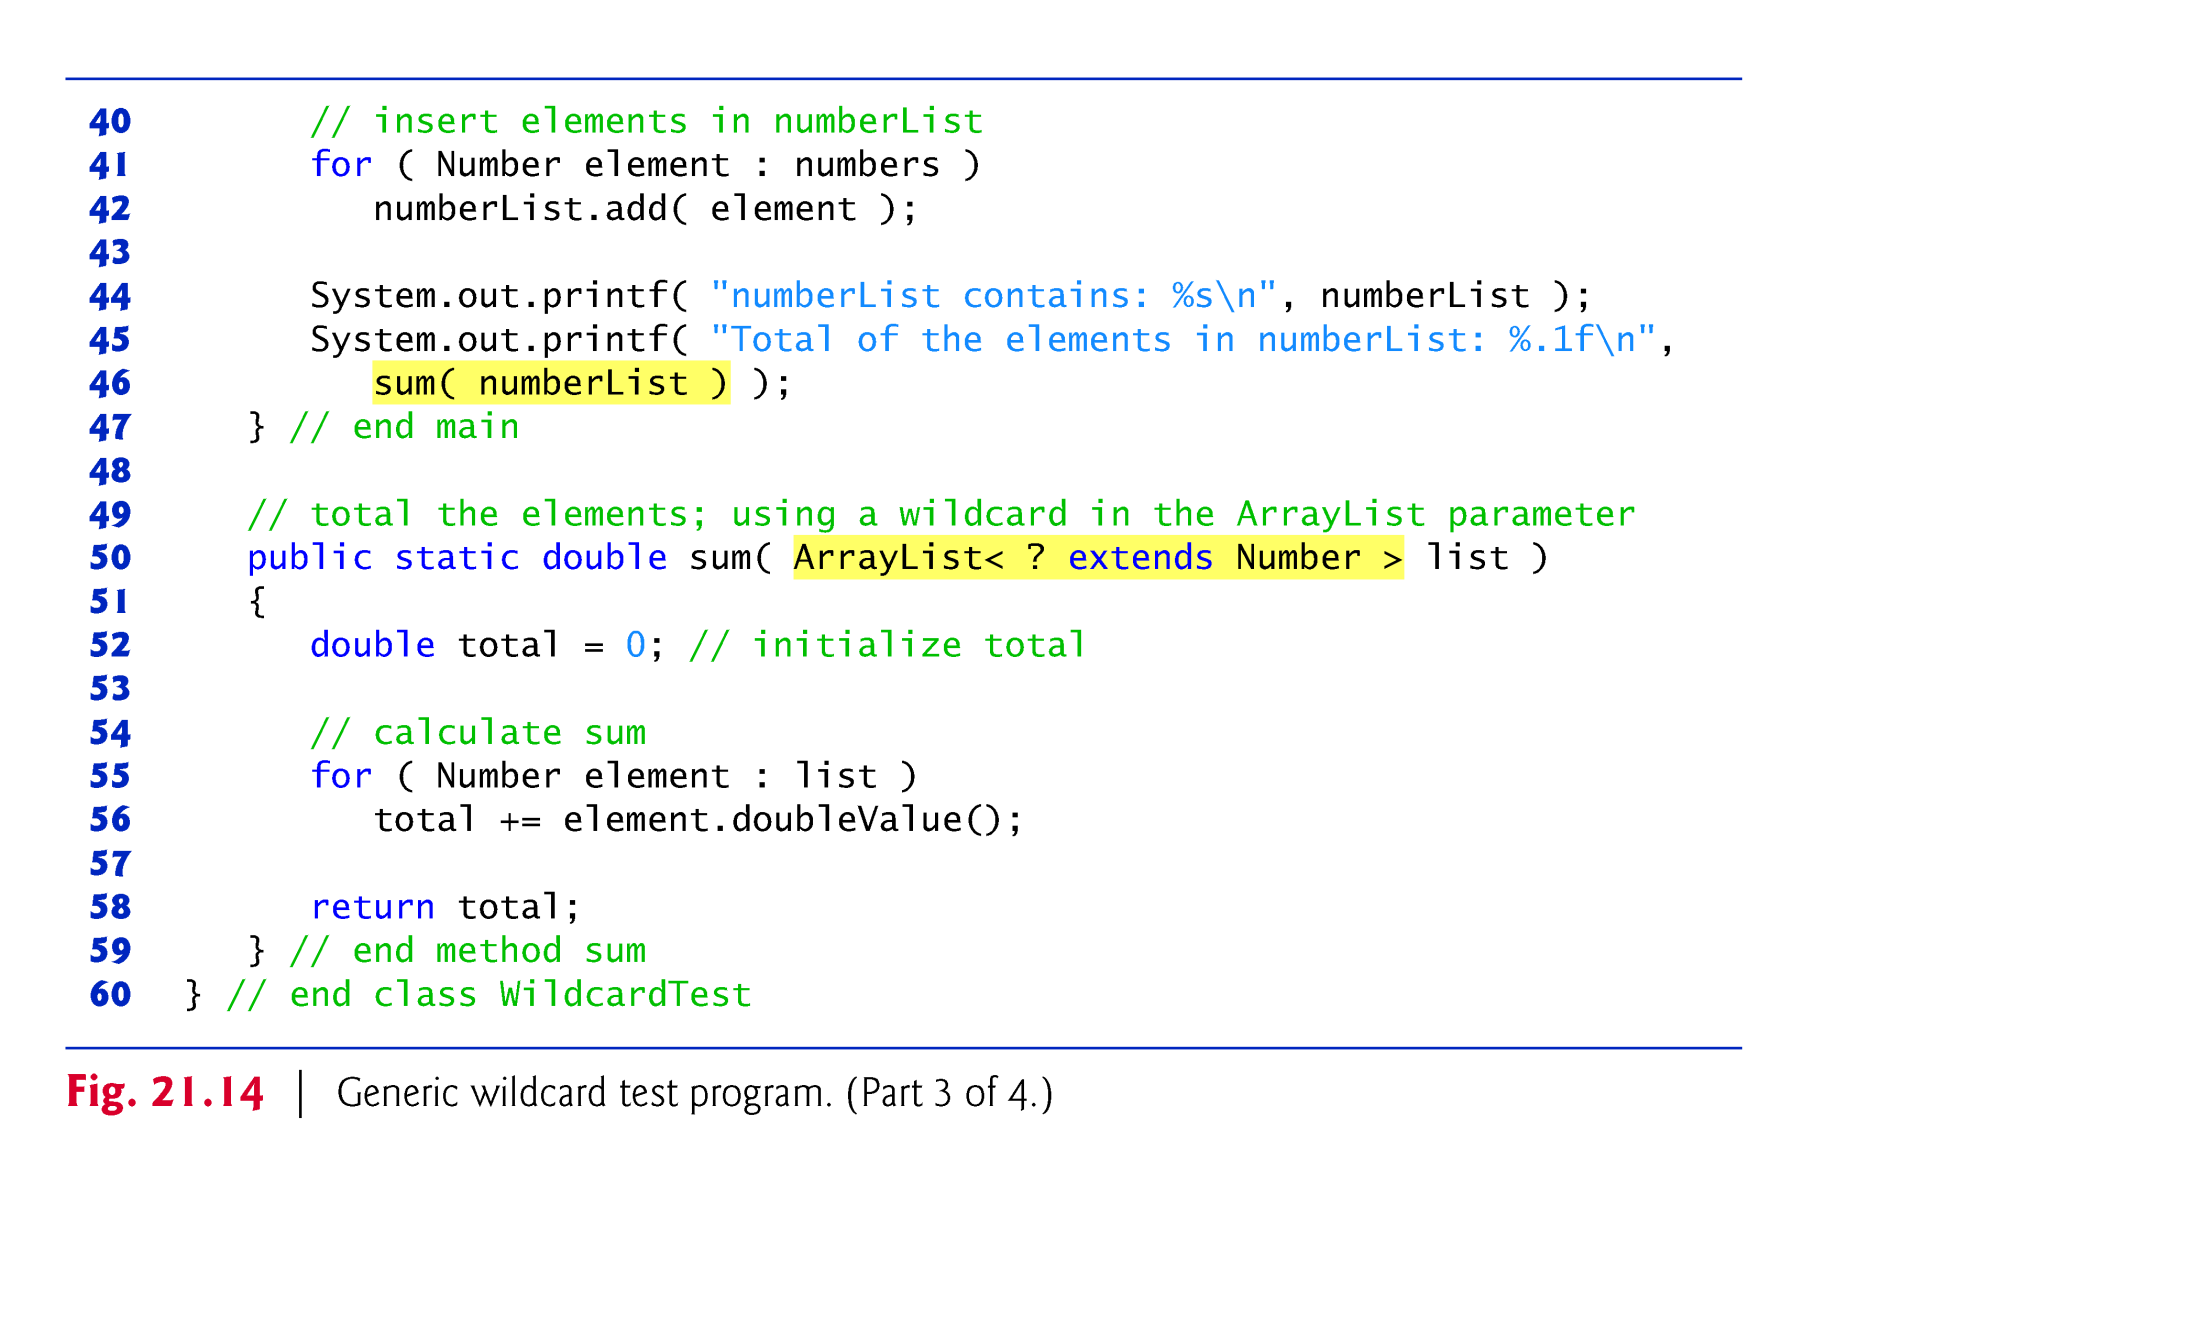 40 // insert elements in numberList
41 for ( Number element : numbers )
42 numberList.add( element );
43
44 System.out.printf( "numberList contains: %s\n", numberList );
45 System.out.printf( "Total of the elements in numberList: %.1f\n",
46 sum( numberList ) );
47 } // end main
48
49 // total the elements; using a wildcard in the ArrayList parameter
50 public static double sum( ArrayList< ? extends Number > list )
51 {
52 double total = 0; // initialize total
53
54 // calculate sum
55 for ( Number element : list )
56 total += element.doubleValue();
57
58 return total;
59 } // end method sum
60 } // end class WildcardTest
Fig. 21.14 | Generic wildcard test program. (Part 3 of 4.)